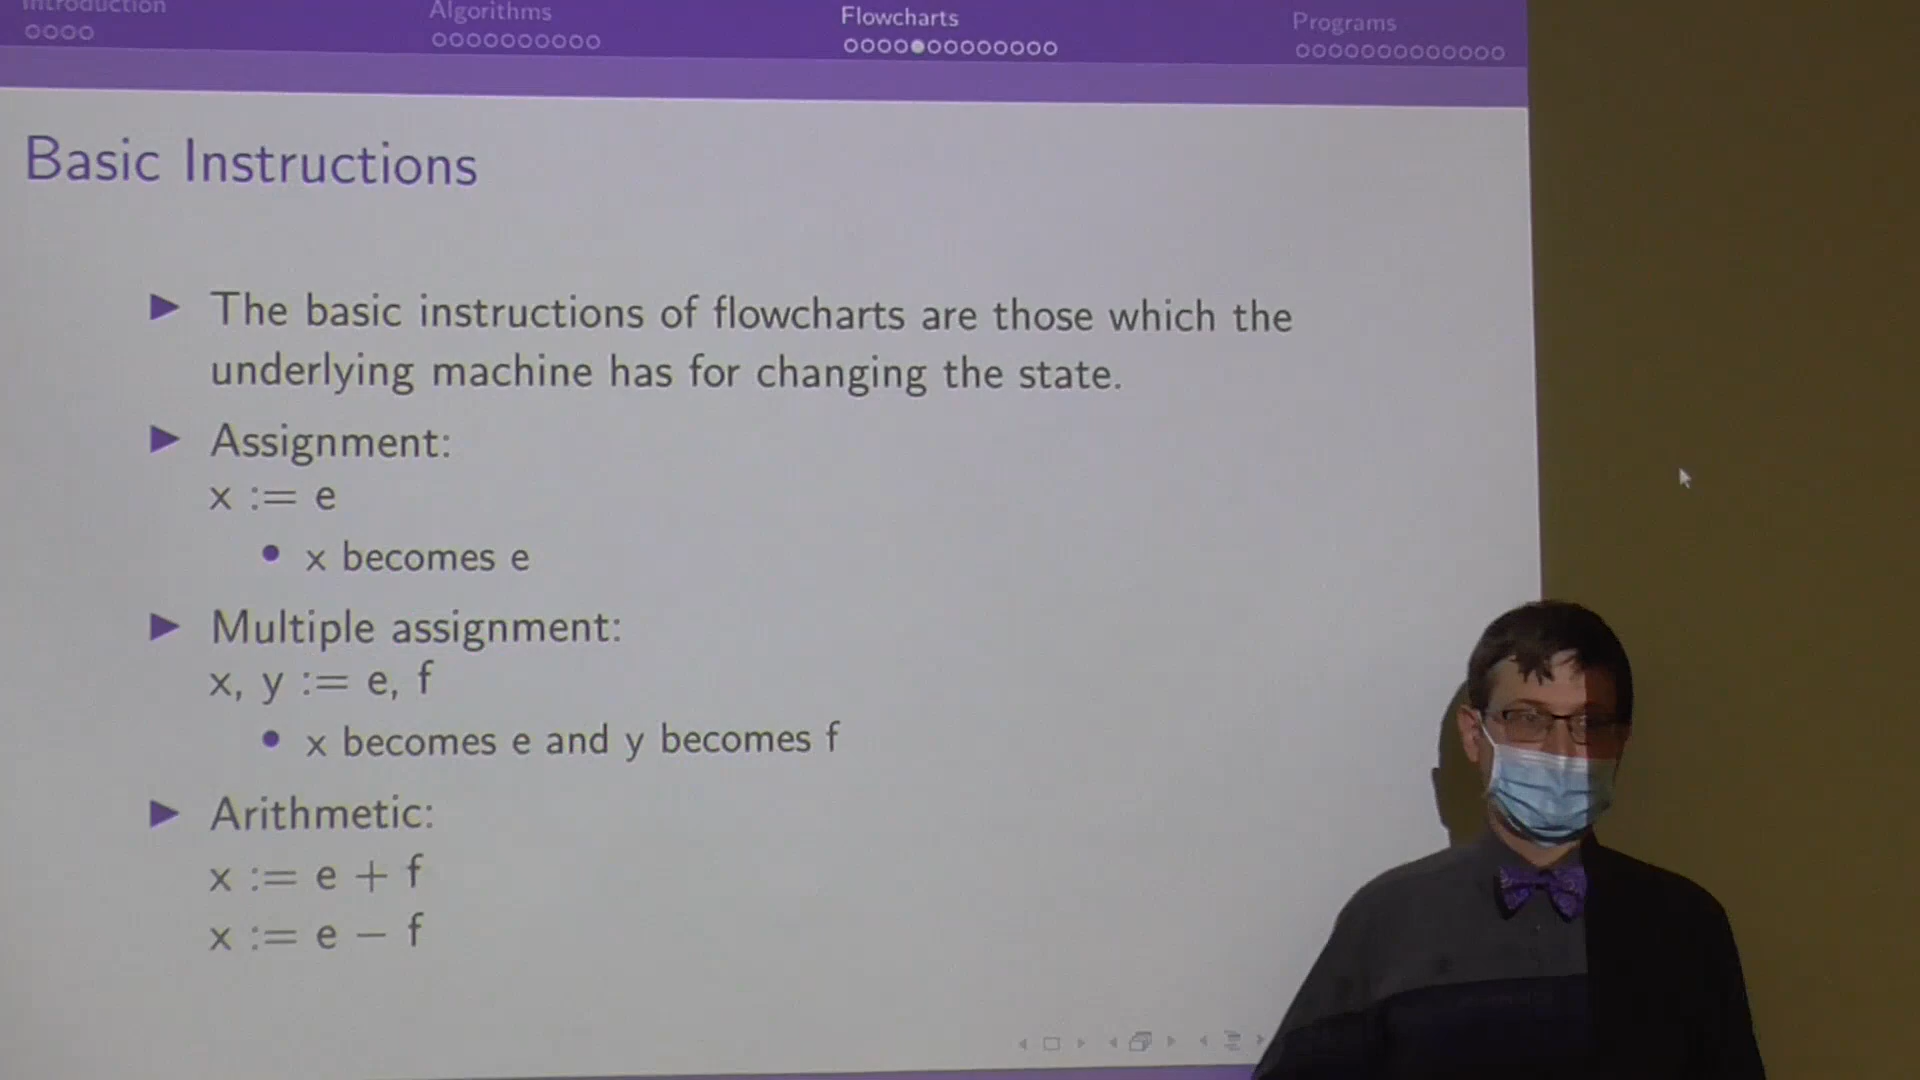 Introduction
Algorithms
Flowcharts
Programs
Basic Instructions
The basic instructions of flowcharts are those which the
underlying machine has for changing the state.
Assignment:
x := e
x becomes e
Multiple assignment:
x, y := e, f
x becomes e and y becomes f
Arithmetic:
x := e + f
x := e − f